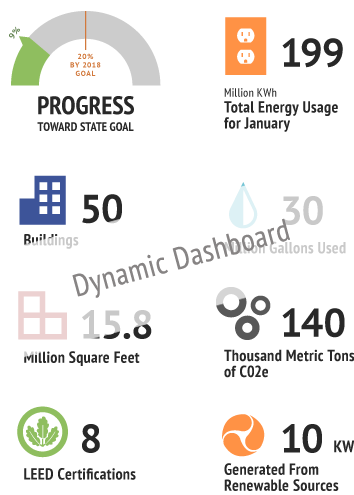 9%
20%
BY 2018
GOAL
PROGRESS
TOWARD STATE GOAL
199
Million KWh
Total Energy Usage
for January
50
Buildings
30
Million Gallons Used
Dynamic Dashboard
15.8
Million Square Feet
140
Thousand Metric Tons
of C02e
8
LEED Certifications
10 KW
Generated From
Renewable Sources